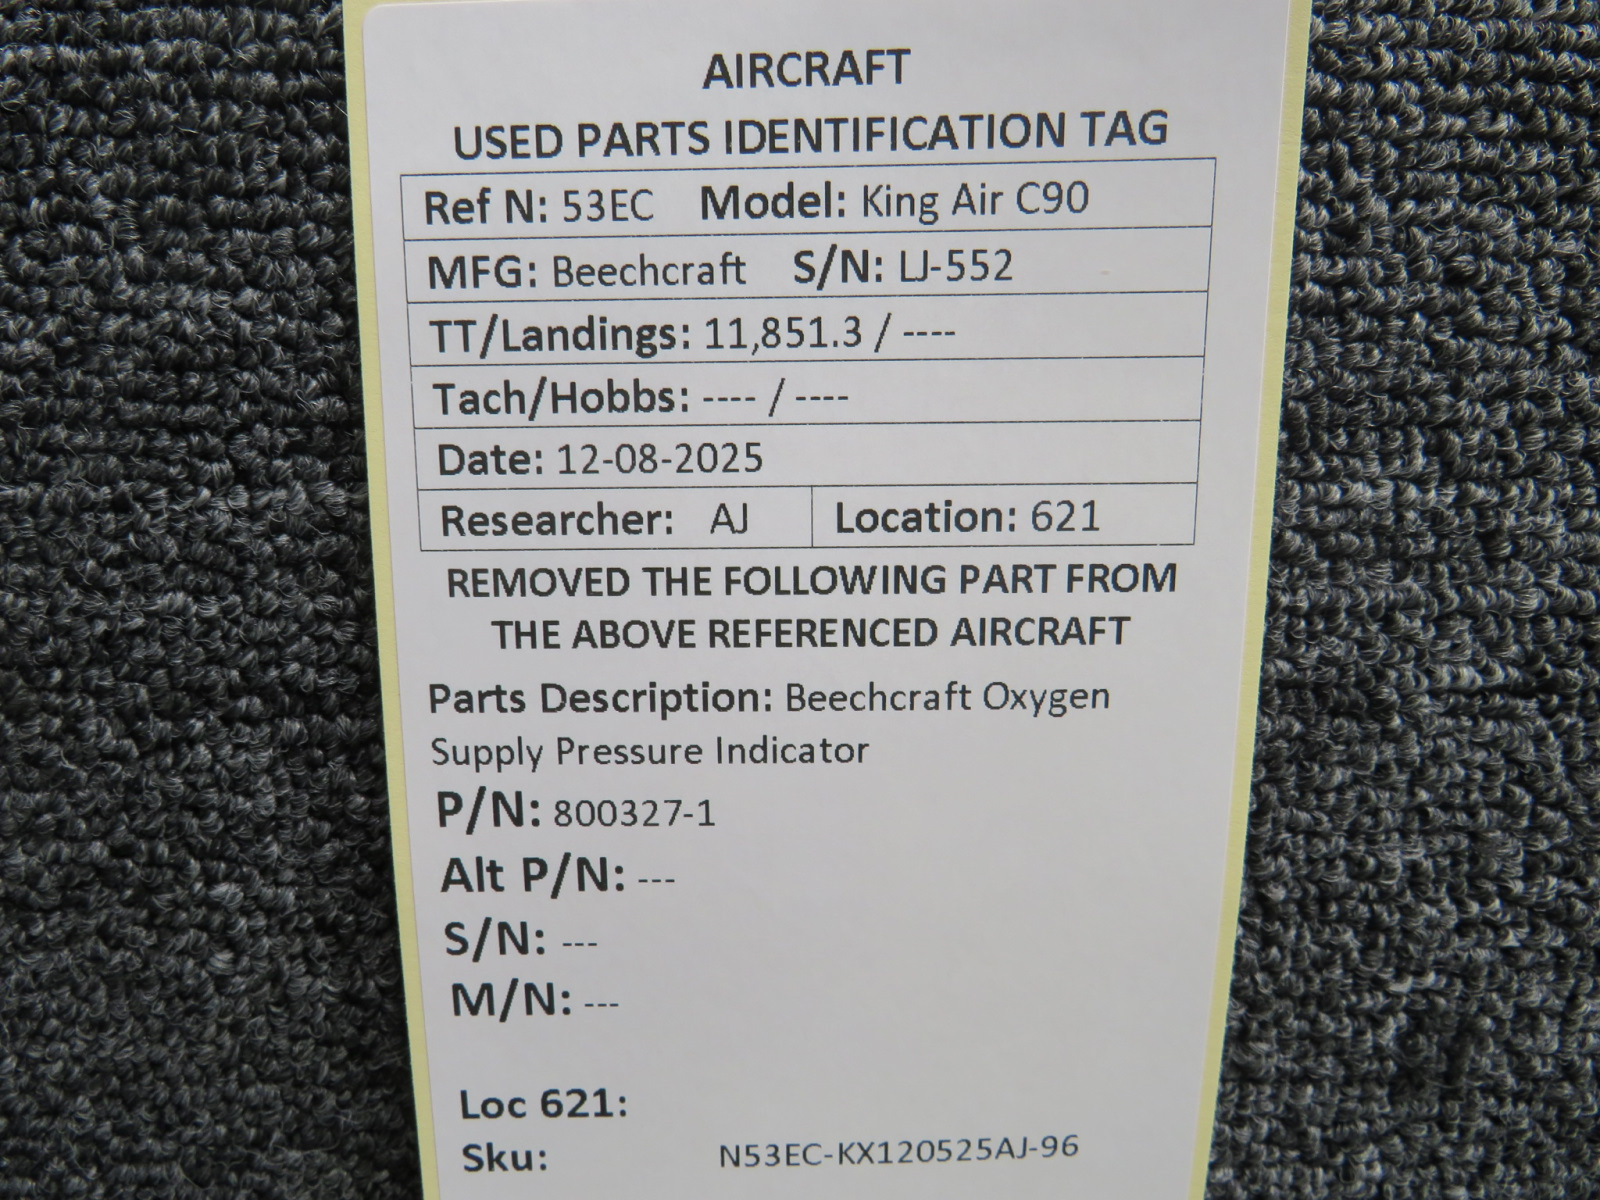 AIRCRAFT
USED PARTS IDENTIFICATION TAG
Ref N: 53EC Model: King Air C90
MFG: Beechcraft S/N: LJ-552
TT/Landings: 11,851.3 / ----
Tach/Hobbs: ---- / ----
Date: 12-08-2025
Researcher: AJ Location: 621
REMOVED THE FOLLOWING PART FROM
THE ABOVE REFERENCED AIRCRAFT
Parts Description: Beechcraft Oxygen
Supply Pressure Indicator
P/N: 800327-1
Alt P/N: ---
S/N: ---
M/N: ---
Loc 621:
Sku: N53EC-KX120525AJ-96